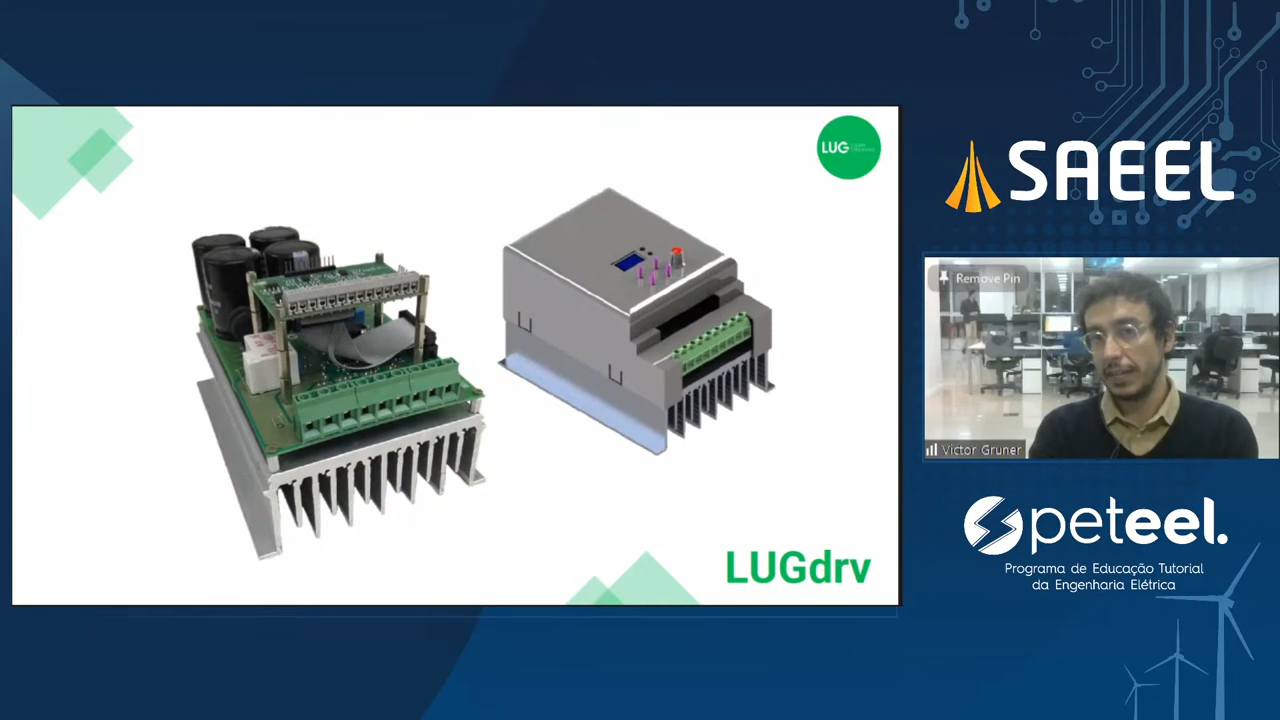 LUG
LUGdrv
SAEEL
Remove Pin
Victor Gruner
peteel.
Programa de Educação Tutorial
da Engenharia Elétrica